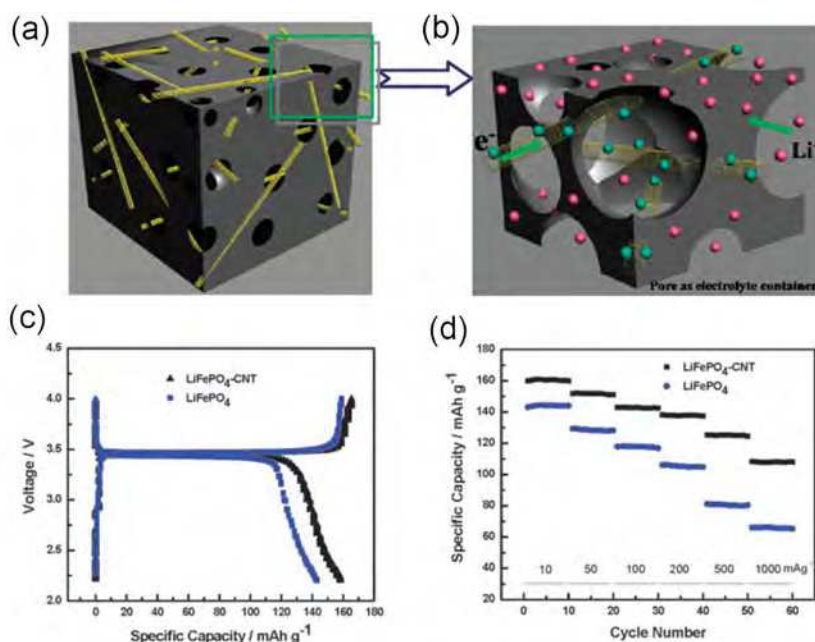 (a)
(b)
e-
Li+
Pore as electrolyte container
(c)
4.5
4.0
3.5
3.0
2.5
2.0
Voltage / V
LiFePO4-CNT
LiFePO4
0 20 40 60 80 100 120 140 160 180
Specific Capacity / mAh g-1
(d)
180
160
140
120
100
80
60
40
20
Specific Capacity / mAh g-1
LiFePO4-CNT
LiFePO4
10 50 100 200 500 1000 mAg-1
0 10 20 30 40 50 60
Cycle Number